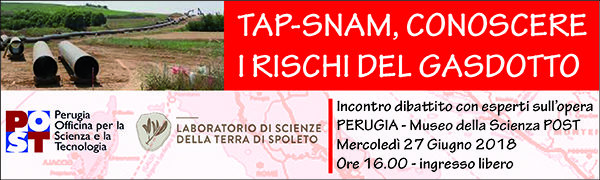 TAP-SNAM, CONOSCERE
I RISCHI DEL GASDOTTO
POST
Perugia
Officina per la
Scienza e la
Tecnologia
LABORATORIO DI SCIENZE
DELLA TERRA DI SPOLETO
Incontro dibattito con esperti sull'opera
PERUGIA - Museo della Scienza POST
Mercoledì 27 Giugno 2018
Ore 16.00 - ingresso libero